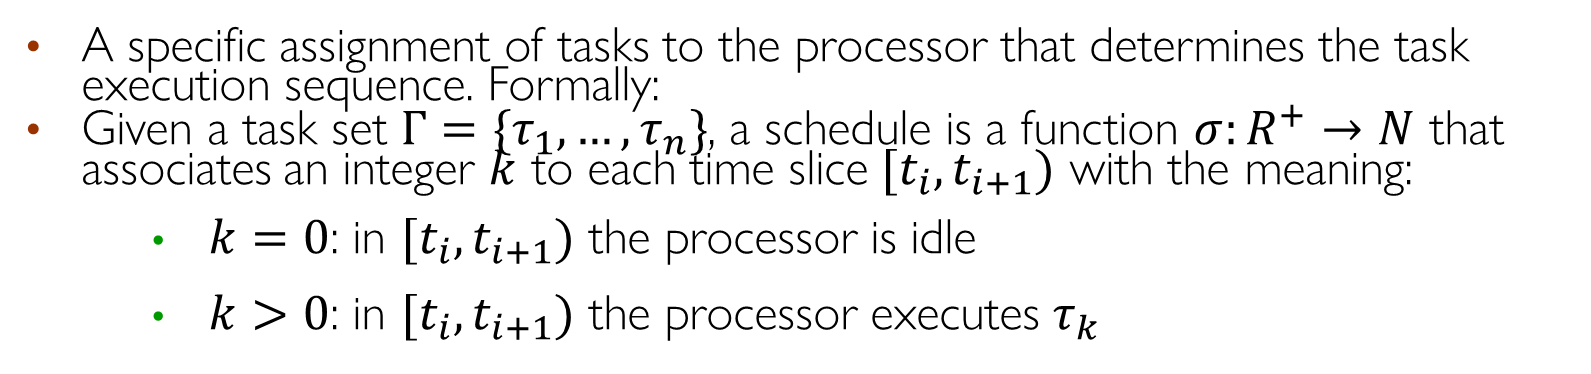 • A specific assignment of tasks to the processor that determines the task
execution sequence. Formally:
• Given a task set Γ = {τ₁, … , τₙ}, a schedule is a function σ: R⁺ → N that
associates an integer k to each time slice [tᵢ, tᵢ₊₁) with the meaning:
• k = 0: in [tᵢ, tᵢ₊₁) the processor is idle
• k > 0: in [tᵢ, tᵢ₊₁) the processor executes τₖ